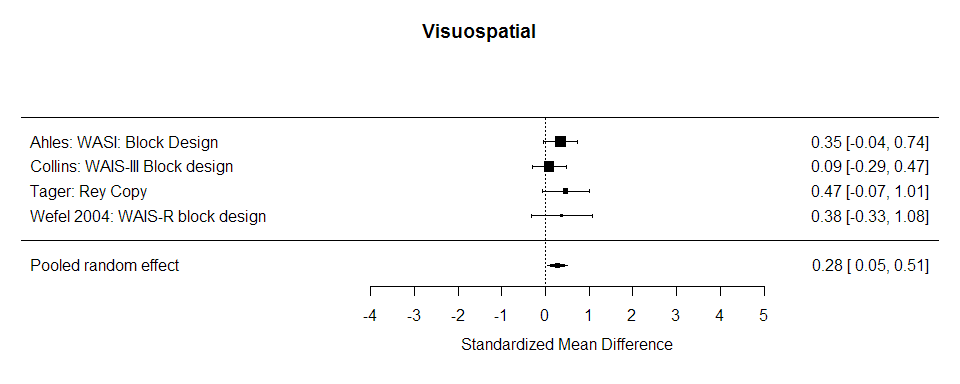 Visuospatial
Ahles: WASI: Block Design 0.35 [-0.04, 0.74]
Collins: WAIS-III Block design 0.09 [-0.29, 0.47]
Tager: Rey Copy 0.47 [-0.07, 1.01]
Wefel 2004: WAIS-R block design 0.38 [-0.33, 1.08]
Pooled random effect 0.28 [ 0.05, 0.51]
-4 -3 -2 -1 0 1 2 3 4 5
Standardized Mean Difference